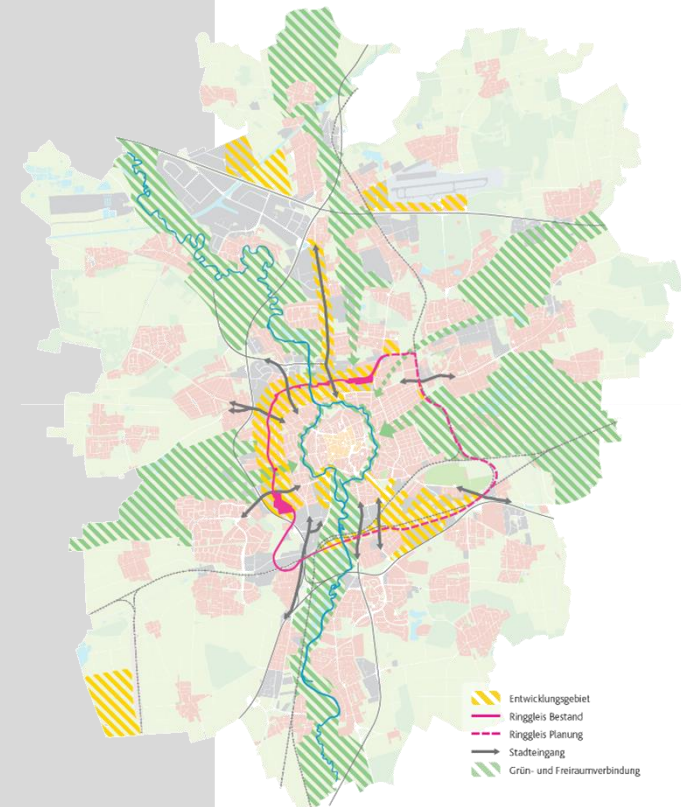 Entwicklungsgebiet
Ringgleis Bestand
Ringgleis Planung
Stadteingang
Grün- und Freiraumverbindung